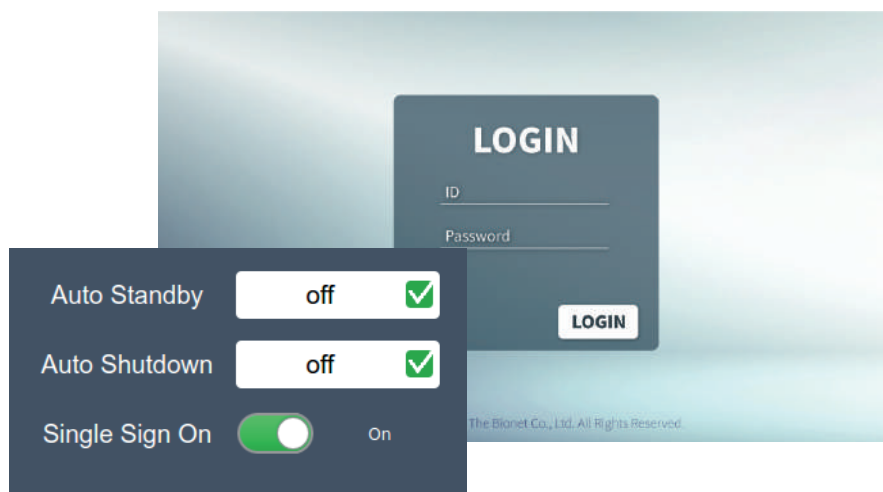 LOGIN
ID
Password
LOGIN
The Bionet Co., Ltd. All Rights Reserved.
Auto Standby off
Auto Shutdown off
Single Sign On On